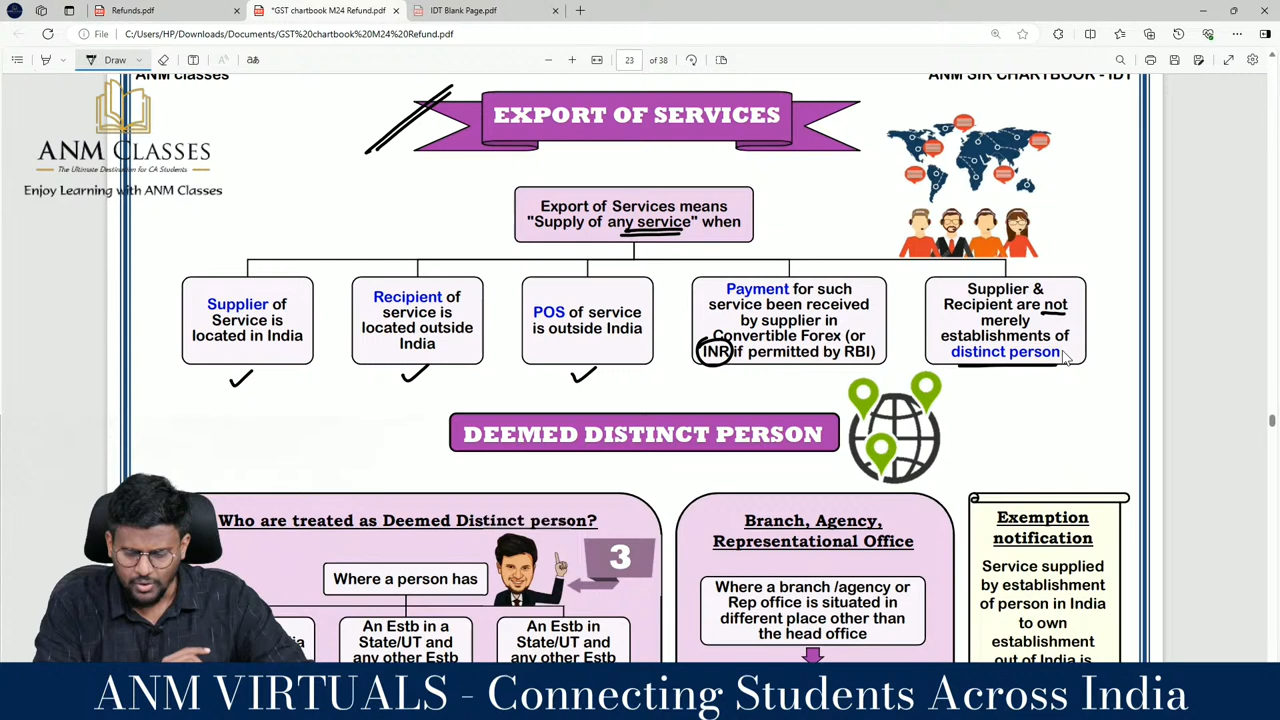 Refunds.pdf
*GST chartbook M24 Refund.pdf
IDT Blank Page.pdf
File
C:/Users/HP/Downloads/Documents/GST%20chartbook%20M24%20Refund.pdf
Draw
23
of 38
ANM classes
ANM SIR CHARTBOOK - IDT
ANM CLASSES
The Ultimate Destination for CA Students
Enjoy Learning with ANM Classes
EXPORT OF SERVICES
Export of Services means
"Supply of any service" when
Supplier of
Service is
located in India
Recipient of
service is
located outside
India
POS of service
is outside India
Payment for such
service been received
by supplier in
Convertible Forex (or
INR if permitted by RBI)
Supplier &
Recipient are not
merely
establishments of
distinct person
DEEMED DISTINCT PERSON
Who are treated as Deemed Distinct person?
3
Where a person has
An Estb in a
State/UT and
any other Estb
An Estb in
State/UT and
any other Estb
Branch, Agency,
Representational Office
Where a branch /agency or
Rep office is situated in
different place other than
the head office
Exemption
notification
Service supplied
by establishment
of person in India
to own
establishment
out of India is
ANM VIRTUALS - Connecting Students Across India